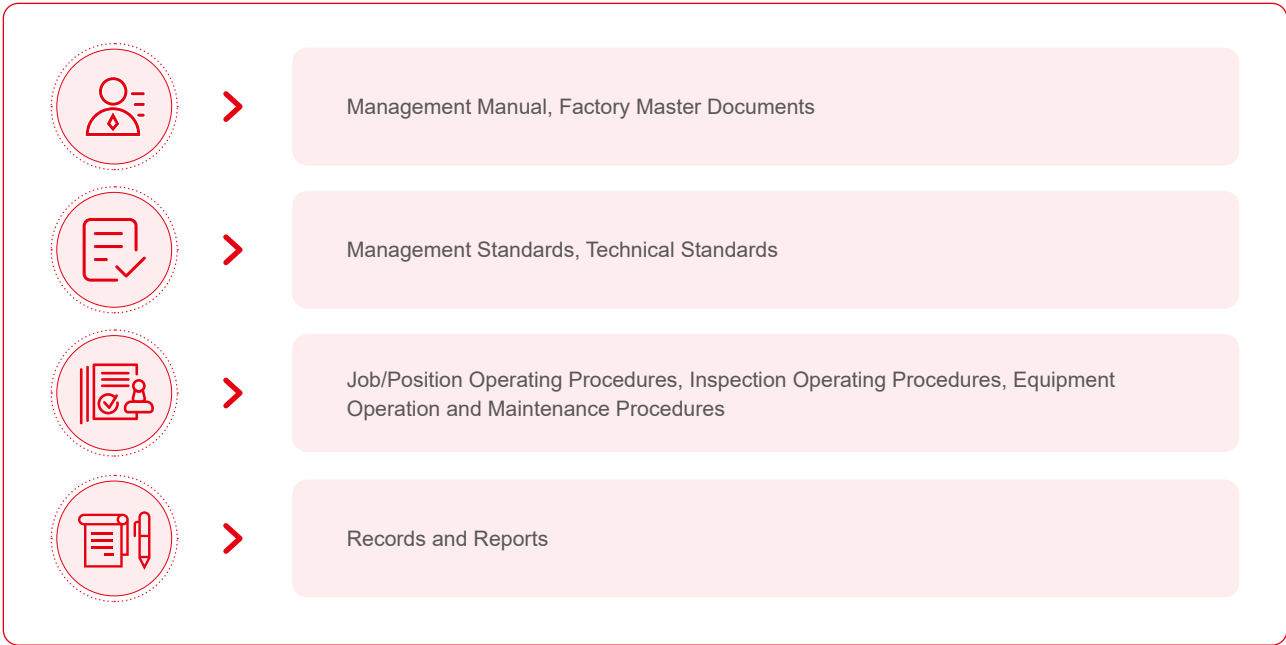 Management Manual, Factory Master Documents
Management Standards, Technical Standards
Job/Position Operating Procedures, Inspection Operating Procedures, Equipment
Operation and Maintenance Procedures
Records and Reports